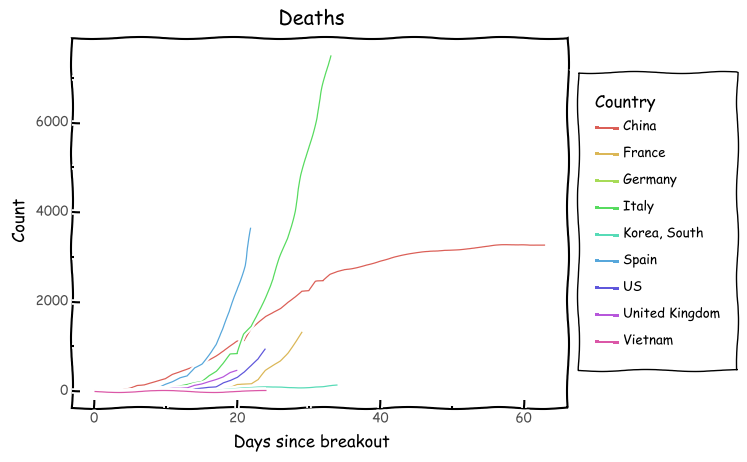 Deaths
6000
4000
2000
0
Count
0
20
40
60
Days since breakout
Country
China
France
Germany
Italy
Korea, South
Spain
US
United Kingdom
Vietnam